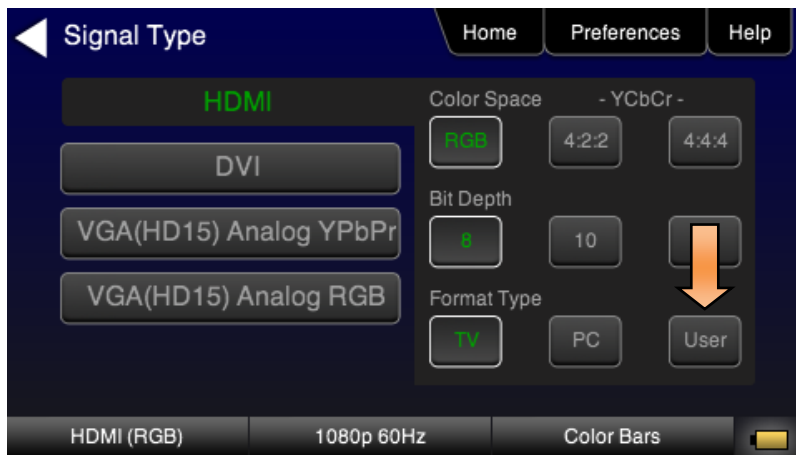 Signal Type
Home
Preferences
Help
HDMI
DVI
VGA(HD15) Analog YPbPr
VGA(HD15) Analog RGB
Color Space
- YCbCr -
RGB
4:2:2
4:4:4
Bit Depth
8
10
Format Type
TV
PC
User
HDMI (RGB)
1080p 60Hz
Color Bars